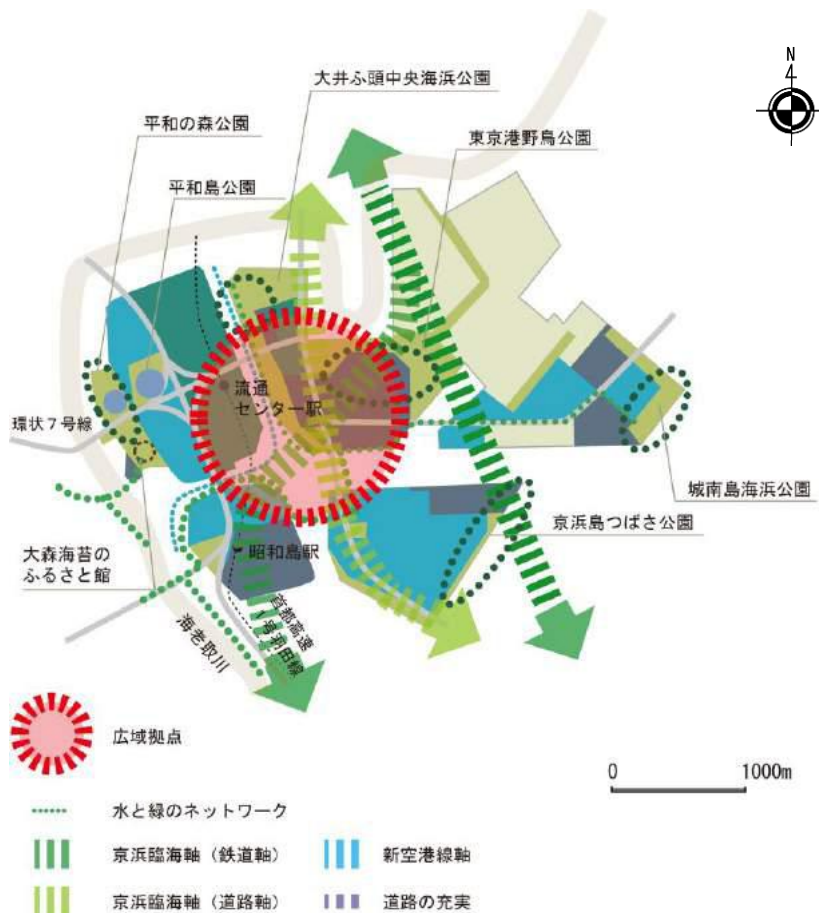 N
大井ふ頭中央海浜公園
平和の森公園
東京港野鳥公園
平和島公園
流通
センター駅
環状7号線
城南島海浜公園
京浜島つばさ公園
昭和島駅
大森海苔の
ふるさと館
首都高速
1号羽田線
海老取川
広域拠点
0 1000m
水と緑のネットワーク
京浜臨海軸（鉄道軸） 新空港線軸
京浜臨海軸（道路軸） 道路の充実